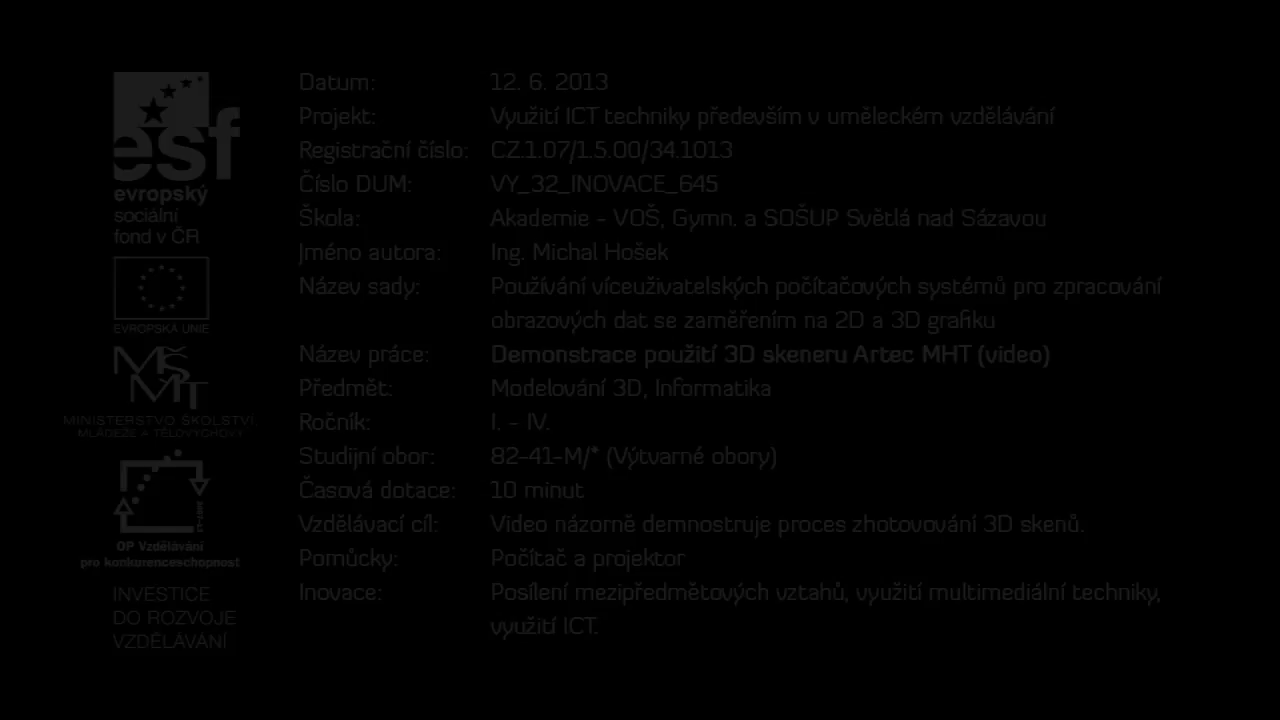 esf
evropský
sociální
fond v ČR
EVROPSKÁ UNIE
MŠMT
MINISTERSTVO ŠKOLSTVÍ,
MLÁDEŽE A TĚLOVÝCHOVY
OP Vzdělávání
pro konkurenceschopnost
INVESTICE
DO ROZVOJE
VZDĚLÁVÁNÍ
Datum: 12. 6. 2013
Projekt: Využití ICT techniky především v uměleckém vzdělávání
Registrační číslo: CZ.1.07/1.5.00/34.1013
Číslo DUM: VY_32_INOVACE_645
Škola: Akademie - VOŠ, Gymn. a SOŠUP Světlá nad Sázavou
Jméno autora: Ing. Michal Hošek
Název sady: Používání víceuživatelských počítačových systémů pro zpracování
obrazových dat se zaměřením na 2D a 3D grafiku
Název práce: Demonstrace použití 3D skeneru Artec MHT (video)
Předmět: Modelování 3D, Informatika
Ročník: I. - IV.
Studijní obor: 82-41-M/* (Výtvarné obory)
Časová dotace: 10 minut
Vzdělávací cíl: Video názorně demnostruje proces zhotovování 3D skenů.
Pomůcky: Počítač a projektor
Inovace: Posílení mezipředmětových vztahů, využití multimediální techniky,
využití ICT.